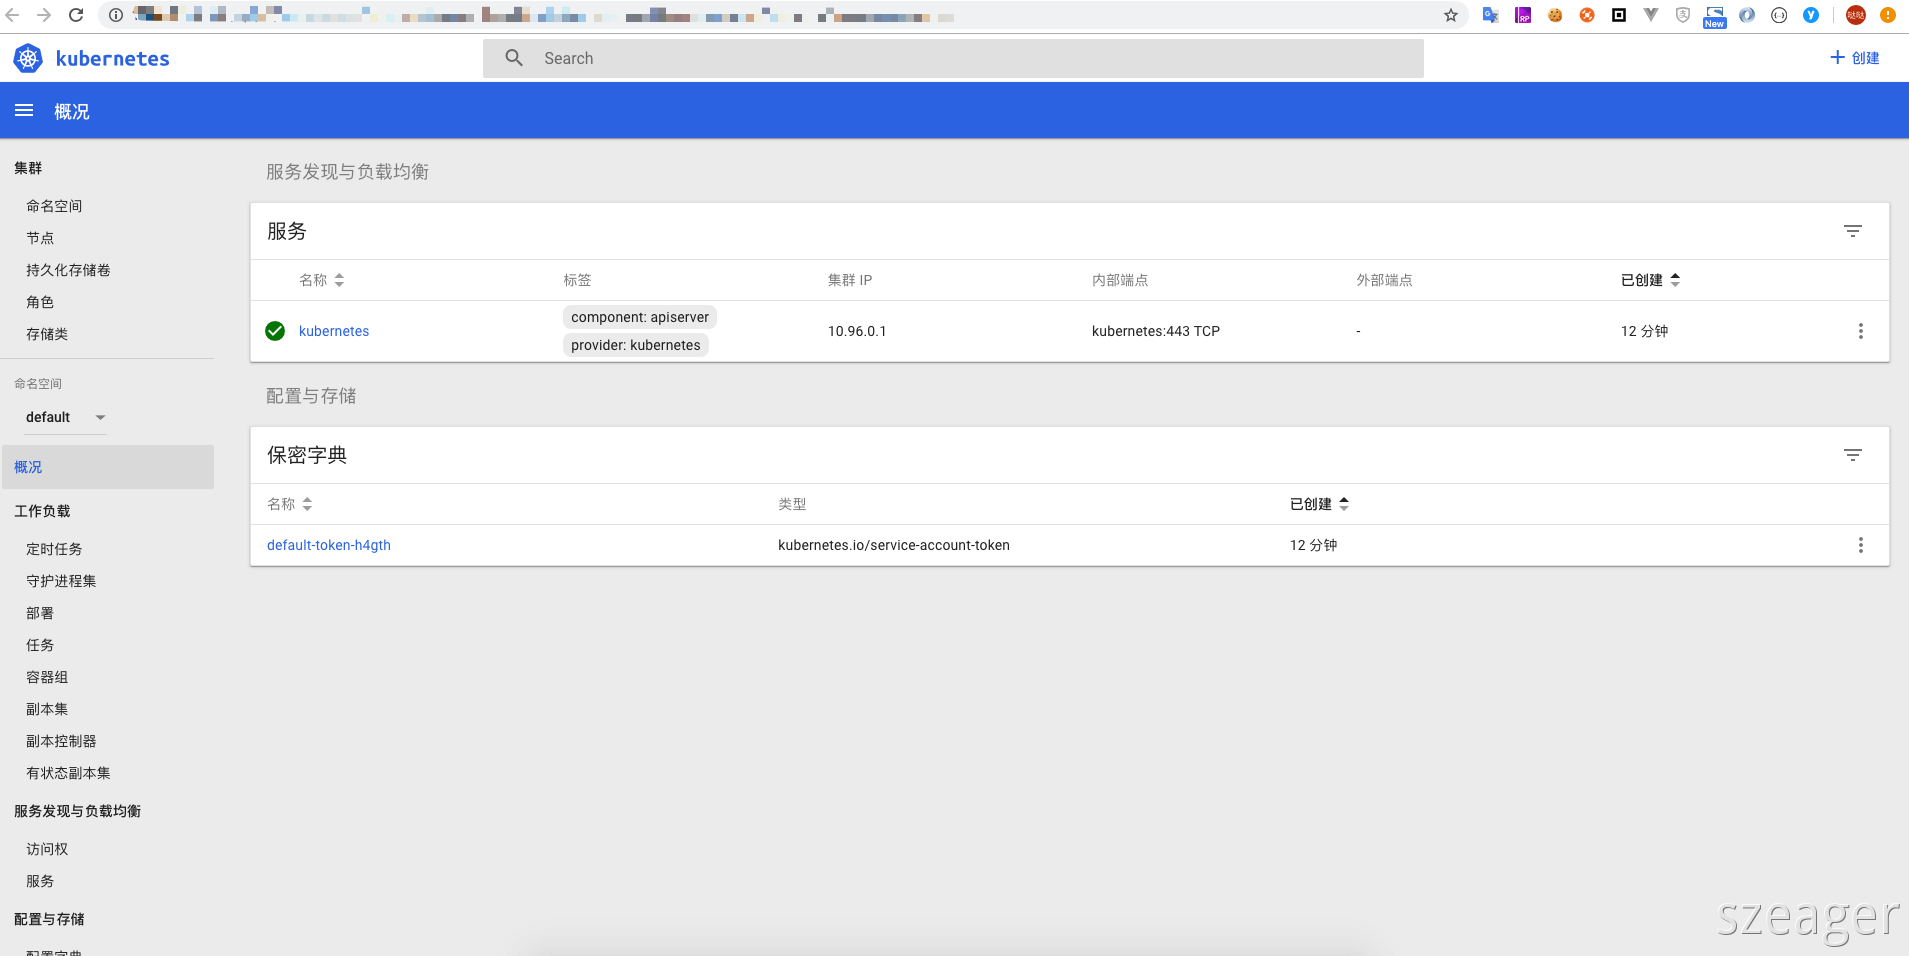 kubernetes
Search
创建
概况
集群
命名空间
节点
持久化存储卷
角色
存储类
命名空间
default
概况
工作负载
定时任务
守护进程集
部署
任务
容器组
副本集
副本控制器
有状态副本集
服务发现与负载均衡
访问权
服务
配置与存储
配置字典
服务发现与负载均衡
服务
名称 标签 集群 IP 内部端点 外部端点 已创建
kubernetes component: apiserver provider: kubernetes 10.96.0.1 kubernetes:443 TCP - 12 分钟
配置与存储
保密字典
名称 类型 已创建
default-token-h4gth kubernetes.io/service-account-token 12 分钟
New
RP
szeager